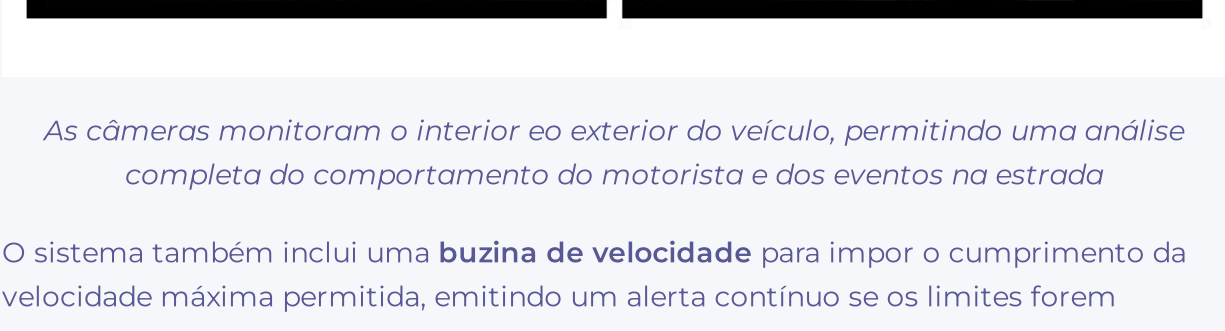 As câmeras monitoram o interior eo exterior do veículo, permitindo uma análise
completa do comportamento do motorista e dos eventos na estrada
O sistema também inclui uma buzina de velocidade para impor o cumprimento da
velocidade máxima permitida, emitindo um alerta contínuo se os limites forem